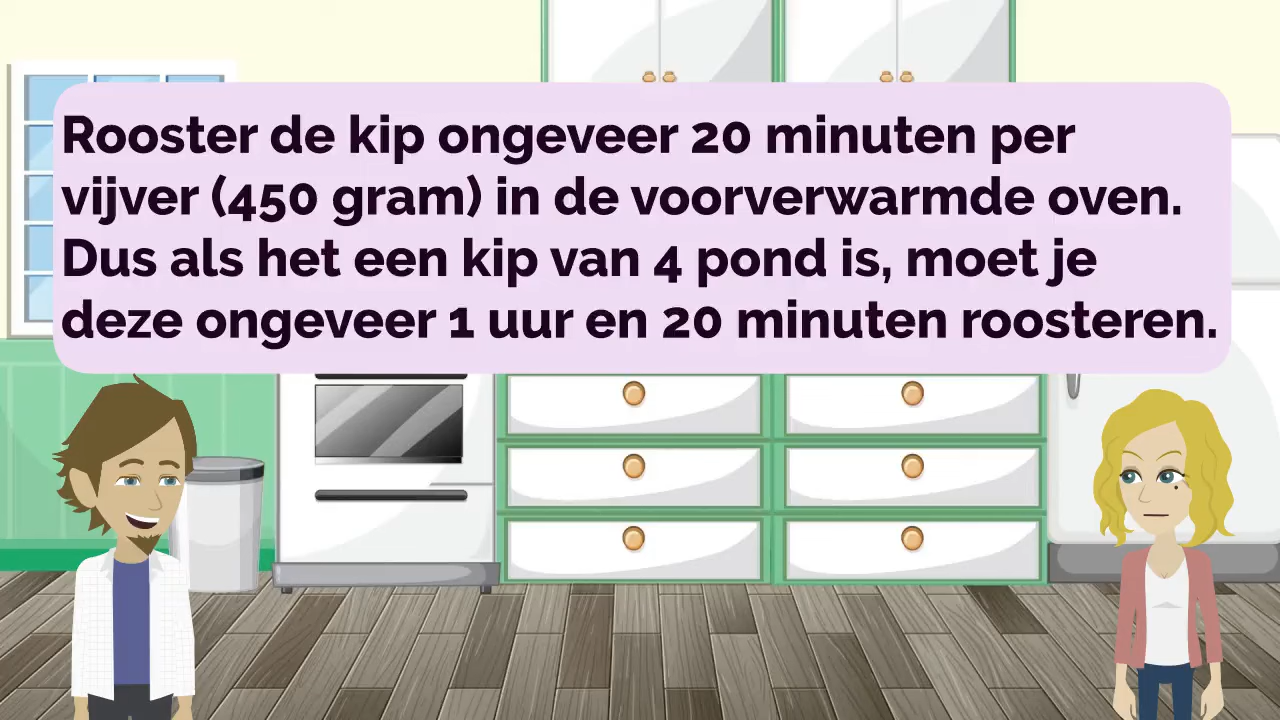 Rooster de kip ongeveer 20 minuten per
vijver (450 gram) in de voorverwarmde oven.
Dus als het een kip van 4 pond is, moet je
deze ongeveer 1 uur en 20 minuten roosteren.